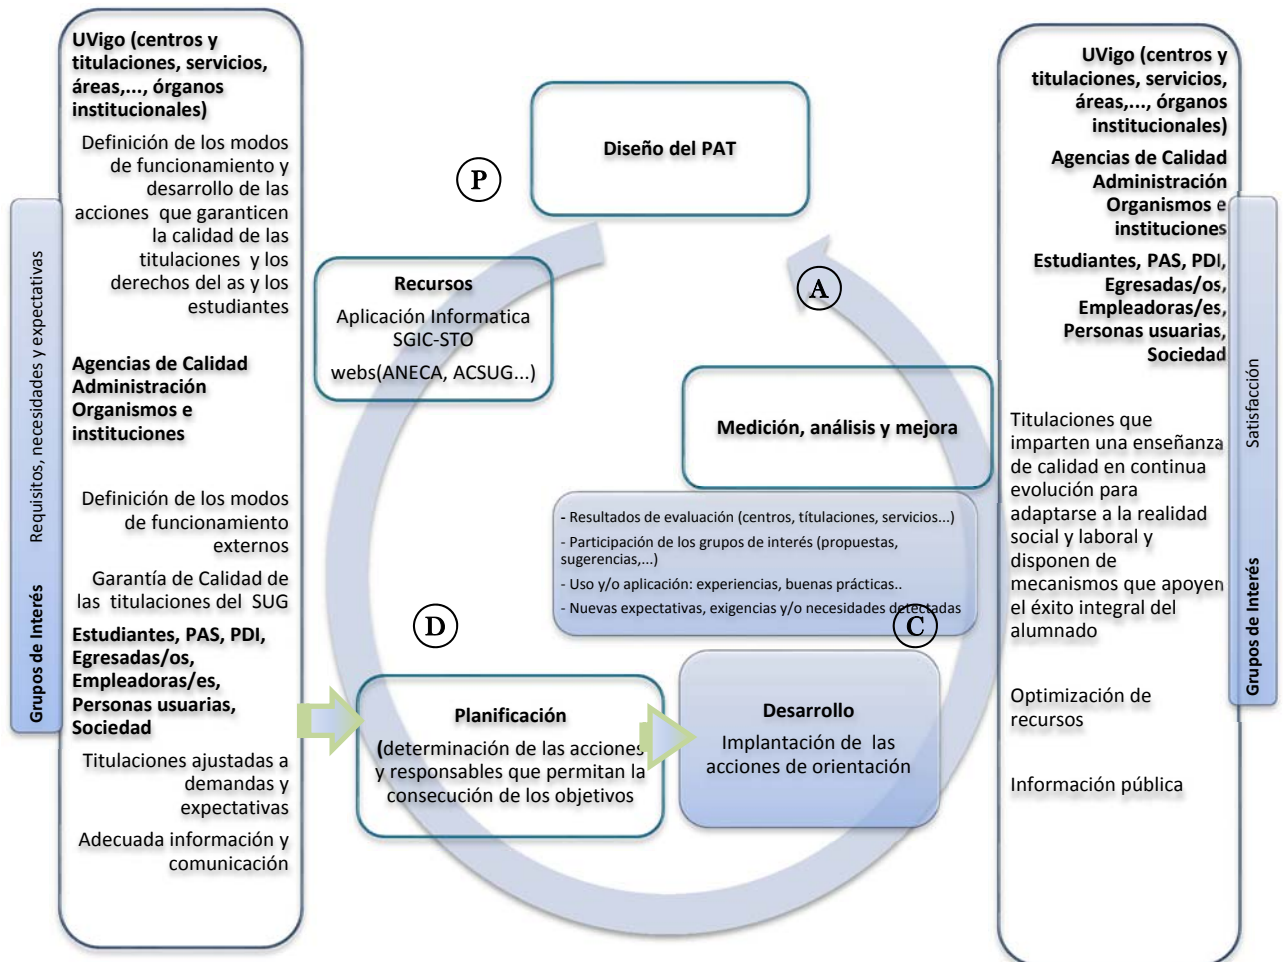 Grupos de Interés
Requisitos, necesidades y expectativas
UVigo (centros y
titulaciones, servicios,
áreas,..., órganos
institucionales)
Definición de los modos
de funcionamiento y
desarrollo de las
acciones que garanticen
la calidad de las
titulaciones y los
derechos del as y los
estudiantes
Agencias de Calidad
Administración
Organismos e
instituciones
Definición de los modos
de funcionamiento
externos
Garantía de Calidad de
las titulaciones del SUG
Estudiantes, PAS, PDI,
Egresadas/os,
Empleadoras/es,
Personas usuarias,
Sociedad
Titulaciones ajustadas a
demandas y
expectativas
Adecuada información y
comunicación
Diseño del PAT
P
A
Recursos
Aplicación Informatica
SGIC-STO
webs(ANECA, ACSUG...)
Medición, análisis y mejora
- Resultados de evaluación (centros, títulaciones, servicios...)
- Participación de los grupos de interés (propuestas,
sugerencias,...)
- Uso y/o aplicación: experiencias, buenas prácticas..
- Nuevas expectativas, exigencias y/o necesidades detectadas
D
C
Planificación
(determinación de las acciones
y responsables que permitan la
consecución de los objetivos
Desarrollo
Implantación de las
acciones de orientación
UVigo (centros y
titulaciones, servicios,
áreas,..., órganos
institucionales)
Agencias de Calidad
Administración
Organismos e
instituciones
Estudiantes, PAS, PDI,
Egresadas/os,
Empleadoras/es,
Personas usuarias,
Sociedad
Titulaciones que
imparten una enseñanza
de calidad en continua
evolución para
adaptarse a la realidad
social y laboral y
disponen de
mecanismos que apoyen
el éxito integral del
alumnado
Optimización de
recursos
Información pública
Grupos de Interés
Satisfacción